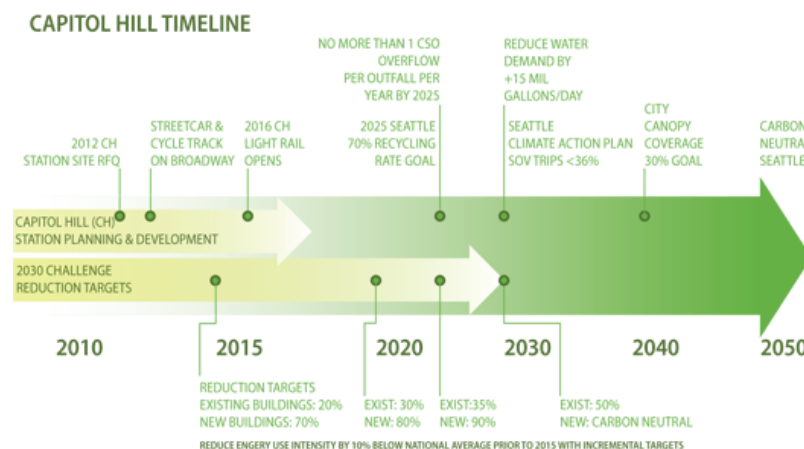 CAPITOL HILL TIMELINE
NO MORE THAN 1 CSO
OVERFLOW
PER OUTFALL PER
YEAR BY 2025
REDUCE WATER
DEMAND BY
+15 MIL
GALLONS/DAY
2012 CH
STATION SITE RFQ
STREETCAR &
CYCLE TRACK
ON BROADWAY
2016 CH
LIGHT RAIL
OPENS
2025 SEATTLE
70% RECYCLING
RATE GOAL
SEATTLE
CLIMATE ACTION PLAN
SOV TRIPS <36%
CITY
CANOPY
COVERAGE
30% GOAL
CARBON
NEUTRA
SEATTLE
CAPITOL HILL (CH)
STATION PLANNING & DEVELOPMENT
2030 CHALLENGE
REDUCTION TARGETS
2010
2015
2020
2030
2040
2050
REDUCTION TARGETS
EXISTING BUILDINGS: 20%
NEW BUILDINGS: 70%
EXIST: 30%
NEW: 80%
EXIST:35%
NEW: 90%
EXIST: 50%
NEW: CARBON NEUTRAL
REDUCE ENGERY USE INTENSITY BY 10% BELOW NATIONAL AVERAGE PRIOR TO 2015 WITH INCREMENTAL TARGETS